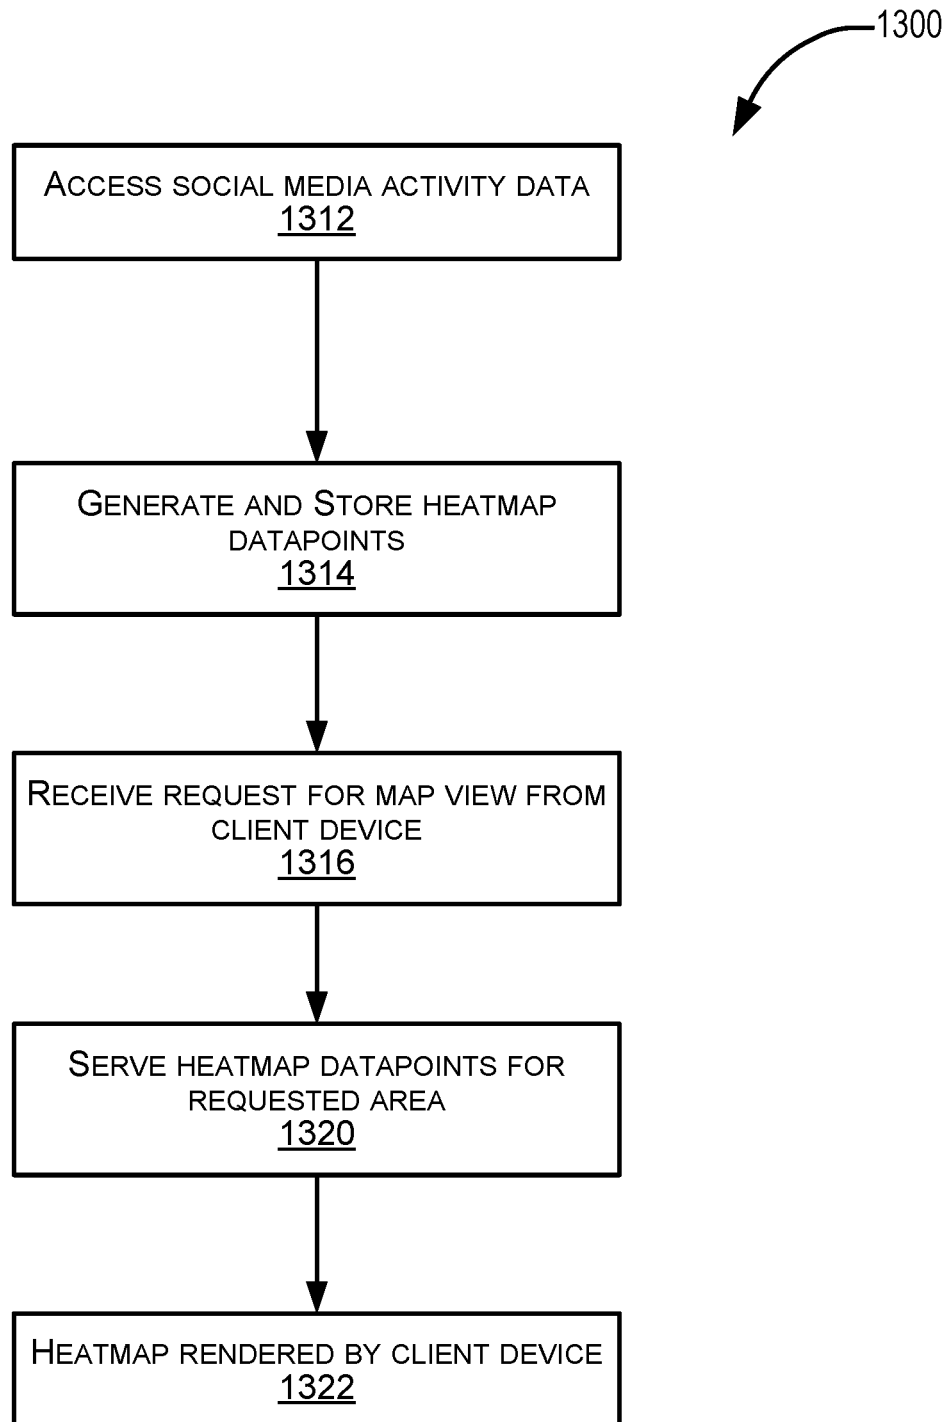 1300
ACCESS SOCIAL MEDIA ACTIVITY DATA
1312
GENERATE AND STORE HEATMAP
DATAPOINTS
1314
RECEIVE REQUEST FOR MAP VIEW FROM
CLIENT DEVICE
1316
SERVE HEATMAP DATAPOINTS FOR
REQUESTED AREA
1320
HEATMAP RENDERED BY CLIENT DEVICE
1322